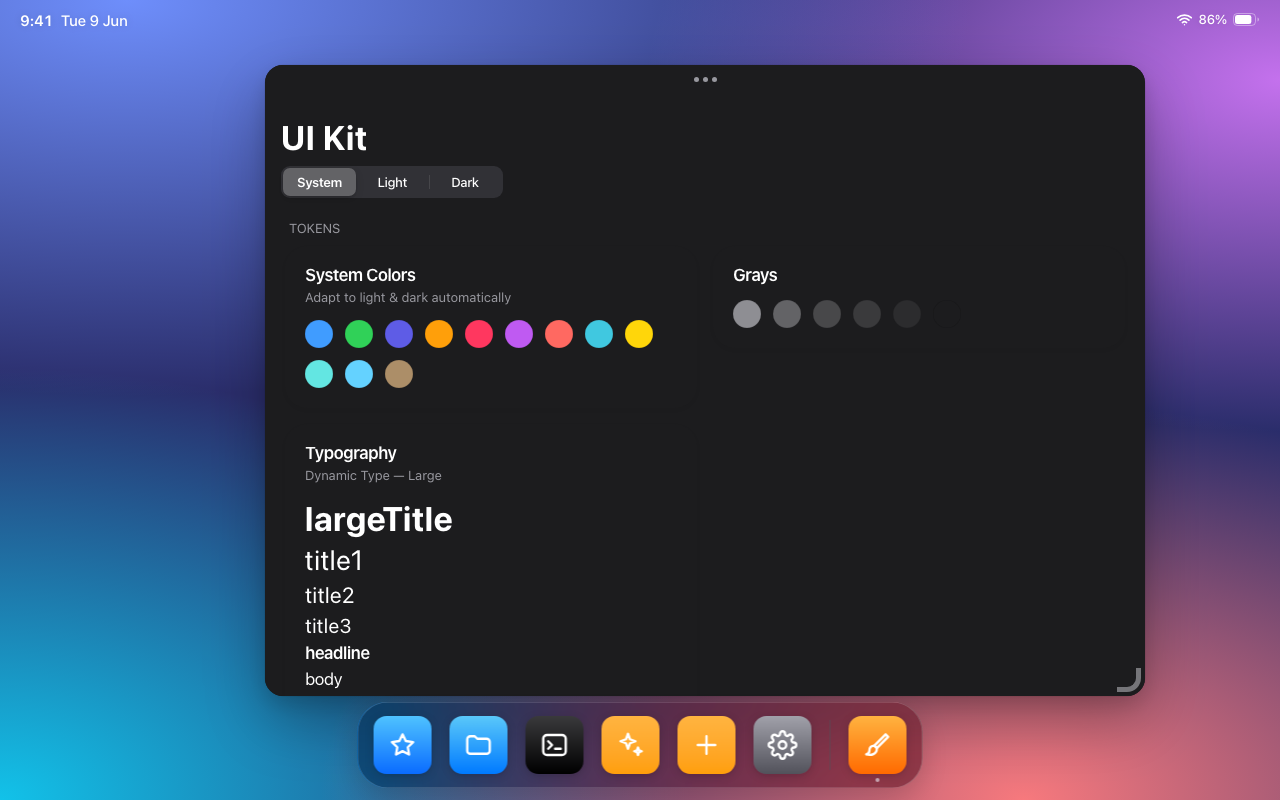 9:41 Tue 9 Jun
86%
UI Kit
System Light Dark
TOKENS
System Colors
Adapt to light & dark automatically
Grays
Typography
Dynamic Type — Large
largeTitle
title1
title2
title3
headline
body